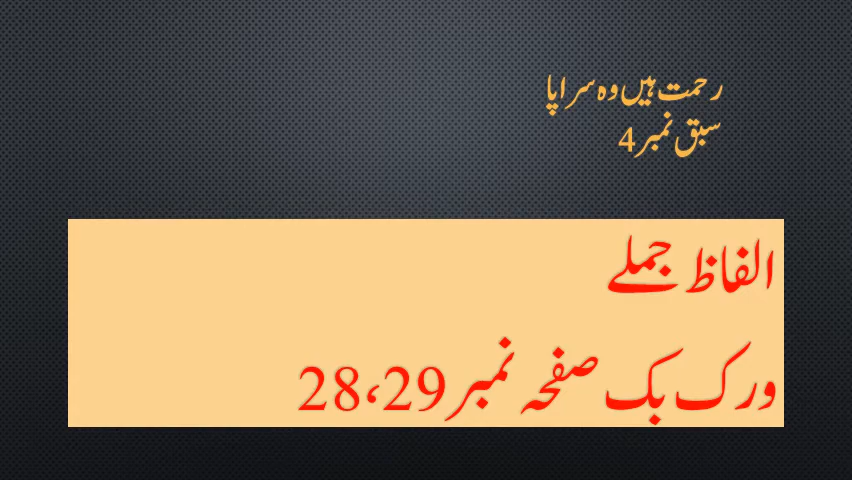 رحمت ہیں وہ سراپا
سبق نمبر 4
الفاظ جملے
ورک بک صفحہ نمبر 28،29